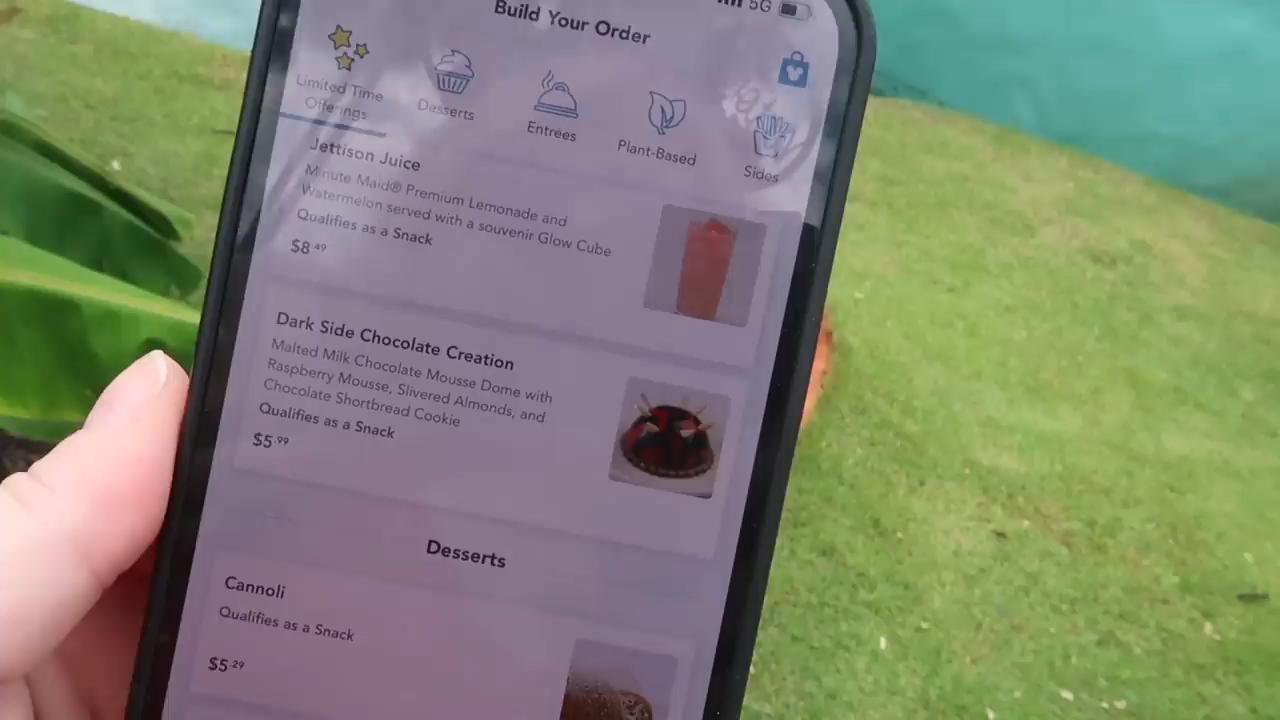 5G
Build Your Order
Limited Time
Offerings
Desserts
Entrées
Plant-Based
Sides
Jettison Juice
Minute Maid® Premium Lemonade and
Watermelon served with a souvenir Glow Cube
Qualifies as a Snack
$8.49
Dark Side Chocolate Creation
Malted Milk Chocolate Mousse Dome with
Raspberry Mousse, Slivered Almonds, and
Chocolate Shortbread Cookie
Qualifies as a Snack
$5.99
Desserts
Cannoli
Qualifies as a Snack
$5.29